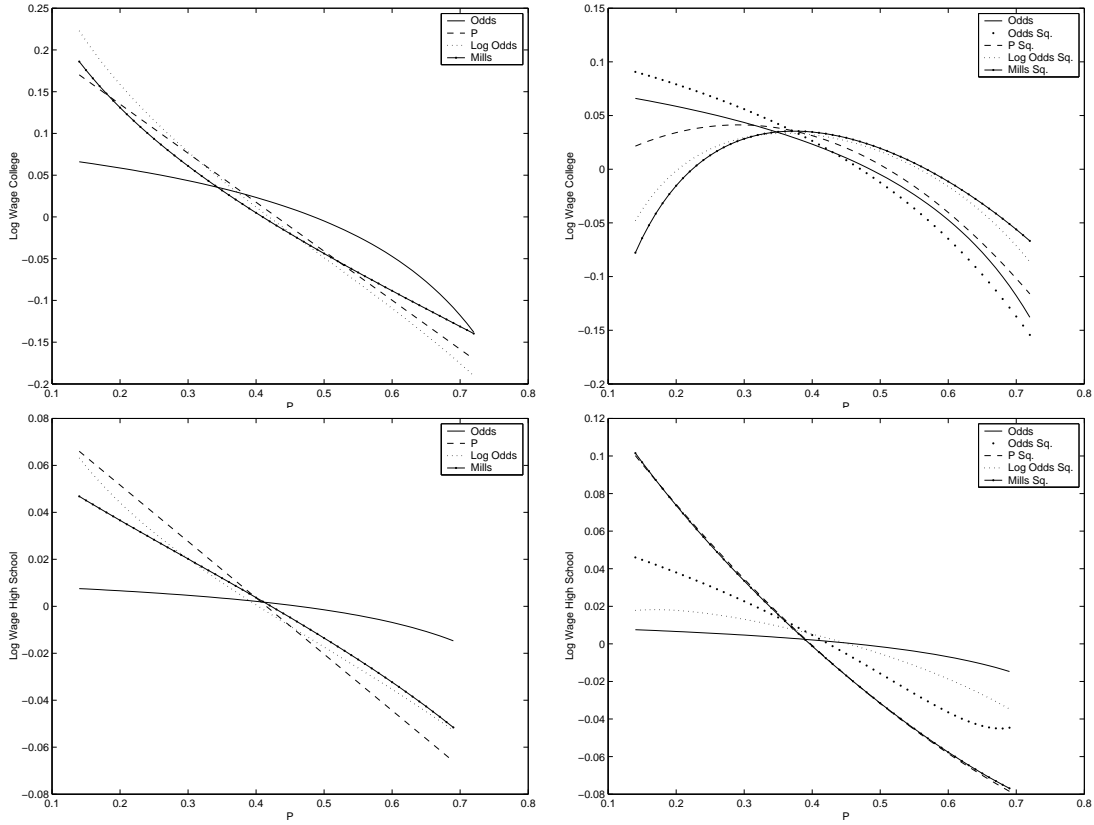 0.25
0.2
0.15
0.1
0.05
0
−0.05
−0.1
−0.15
−0.2
0.1 0.2 0.3 0.4 0.5 0.6 0.7 0.8
P
Log Wage College
Odds
P
Log Odds
Mills
0.15
0.1
0.05
0
−0.05
−0.1
−0.15
−0.2
0.1 0.2 0.3 0.4 0.5 0.6 0.7 0.8
P
Log Wage College
Odds
Odds Sq.
P Sq.
Log Odds Sq.
Mills Sq.
0.08
0.06
0.04
0.02
0
−0.02
−0.04
−0.06
−0.08
0.1 0.2 0.3 0.4 0.5 0.6 0.7 0.8
P
Log Wage High School
Odds
P
Log Odds
Mills
0.12
0.1
0.08
0.06
0.04
0.02
0
−0.02
−0.04
−0.06
−0.08
0.1 0.2 0.3 0.4 0.5 0.6 0.7 0.8
P
Log Wage High School
Odds
Odds Sq.
P Sq.
Log Odds Sq.
Mills Sq.